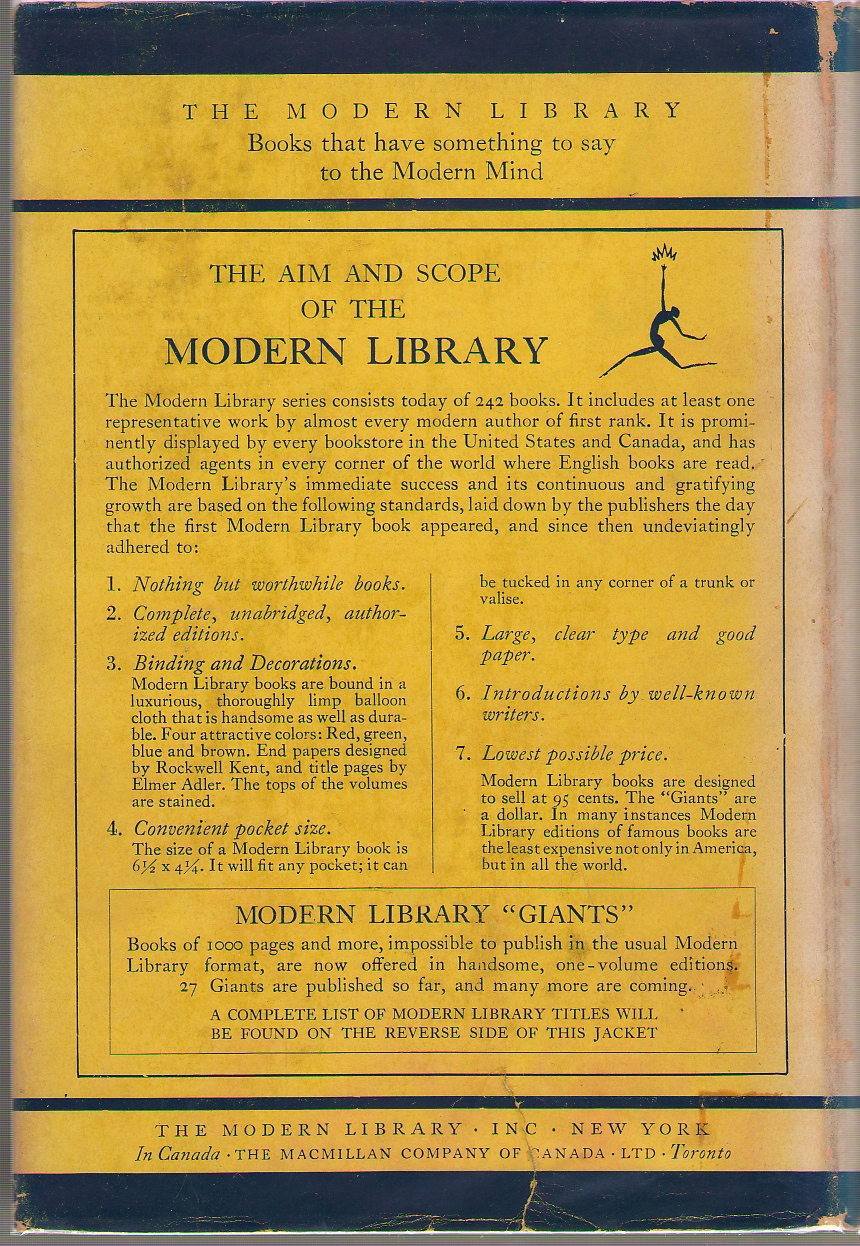 THE MODERN LIBRARY
Books that have something to say
to the Modern Mind
THE AIM AND SCOPE
OF THE
MODERN LIBRARY
The Modern Library series consists today of 242 books. It includes at least one
representative work by almost every modern author of first rank. It is promi-
nently displayed by every bookstore in the United States and Canada, and has
authorized agents in every corner of the world where English books are read.
The Modern Library's immediate success and its continuous and gratifying
growth are based on the following standards, laid down by the publishers the day
that the first Modern Library book appeared, and since then undeviatingly
adhered to:
1. Nothing but worthwhile books.
2. Complete, unabridged, author-
ized editions.
3. Binding and Decorations.
Modern Library books are bound in a
luxurious, thoroughly limp balloon
cloth that is handsome as well as dura-
ble. Four attractive colors: Red, green,
blue and brown. End papers designed
by Rockwell Kent, and title pages by
Elmer Adler. The tops of the volumes
are stained.
4. Convenient pocket size.
The size of a Modern Library book is
6½ x 4¼. It will fit any pocket; it can
be tucked in any corner of a trunk or
valise.
5. Large, clear type and good
paper.
6. Introductions by well-known
writers.
7. Lowest possible price.
Modern Library books are designed
to sell at 95 cents. The "Giants" are
a dollar. In many instances Modern
Library editions of famous books are
the least expensive not only in America,
but in all the world.
MODERN LIBRARY "GIANTS"
Books of 1000 pages and more, impossible to publish in the usual Modern
Library format, are now offered in handsome, one-volume editions.
27 Giants are published so far, and many more are coming.
A COMPLETE LIST OF MODERN LIBRARY TITLES WILL
BE FOUND ON THE REVERSE SIDE OF THIS JACKET
THE MODERN LIBRARY · INC · NEW YORK
In Canada · THE MACMILLAN COMPANY OF CANADA · LTD · Toronto